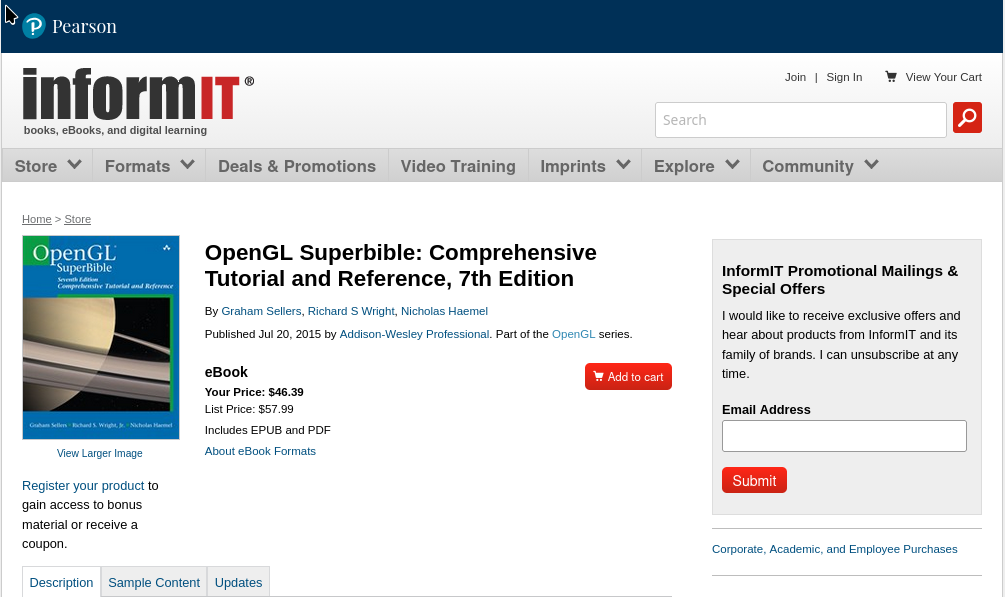 Pearson
informIT ®
books, eBooks, and digital learning
Join | Sign In View Your Cart
Search
Store Formats Deals & Promotions Video Training Imprints Explore Community
Home > Store
OpenGL
SuperBible
Seventh Edition
Comprehensive Tutorial and Reference
Graham Sellers • Richard S. Wright, Jr. • Nicholas Haemel
View Larger Image
Register your product to
gain access to bonus
material or receive a
coupon.
OpenGL Superbible: Comprehensive
Tutorial and Reference, 7th Edition
By Graham Sellers, Richard S Wright, Nicholas Haemel
Published Jul 20, 2015 by Addison-Wesley Professional. Part of the OpenGL series.
eBook
Your Price: $46.39
List Price: $57.99
Includes EPUB and PDF
About eBook Formats
Add to cart
Description Sample Content Updates
InformIT Promotional Mailings &
Special Offers
I would like to receive exclusive offers and
hear about products from InformIT and its
family of brands. I can unsubscribe at any
time.
Email Address
Submit
Corporate, Academic, and Employee Purchases